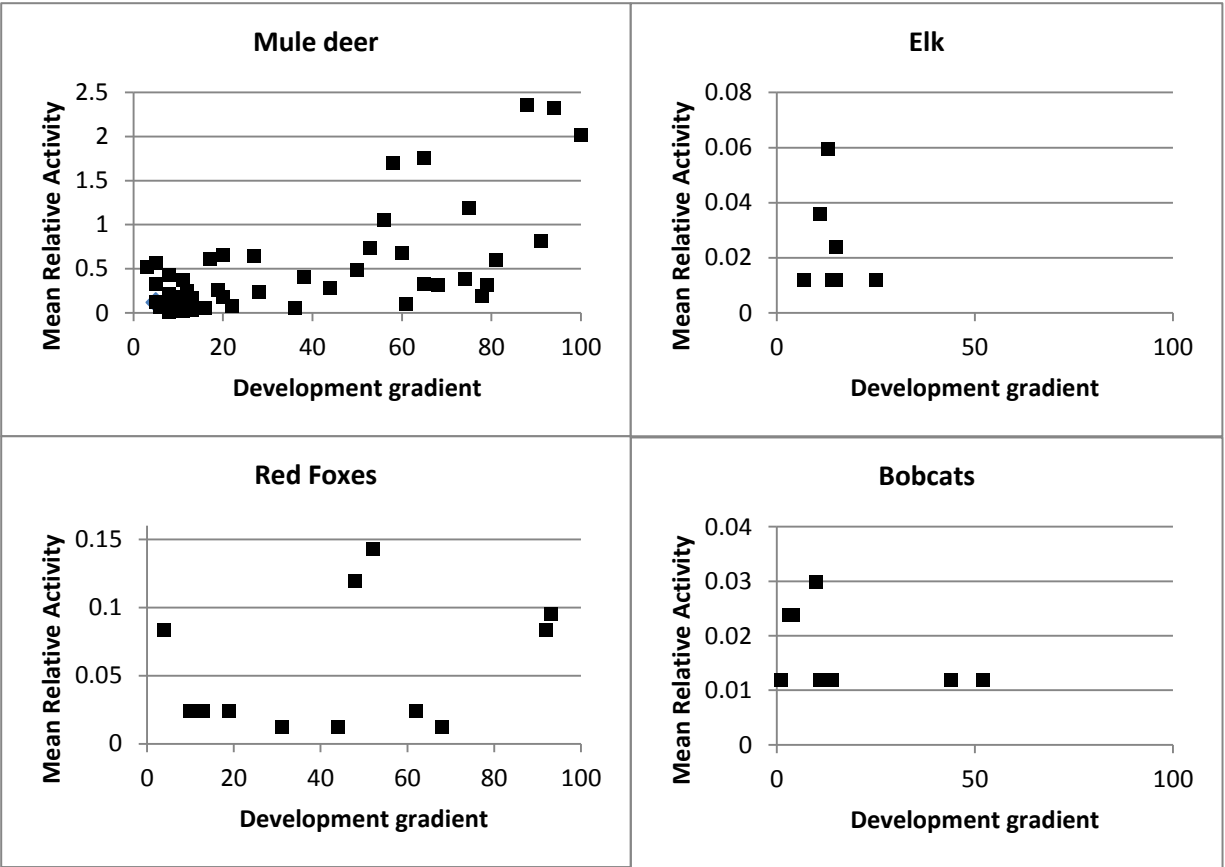 Mule deer
Mean Relative Activity
2.5
2
1.5
1
0.5
0
0 20 40 60 80 100
Development gradient
Elk
Mean Relative Activity
0.08
0.06
0.04
0.02
0
0 50 100
Development gradient
Red Foxes
Mean Relative Activity
0.15
0.1
0.05
0
0 20 40 60 80 100
Development gradient
Bobcats
Mean Relative Activity
0.04
0.03
0.02
0.01
0
0 50 100
Development gradient